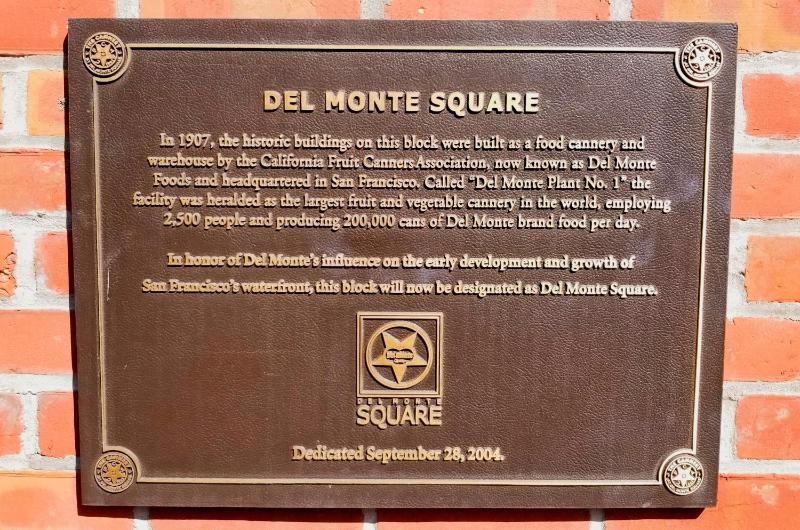 DEL MONTE SQUARE
In 1907, the historic buildings on this block were built as a food cannery and
warehouse by the California Fruit Canners Association, now known as Del Monte
Foods and headquartered in San Francisco. Called "Del Monte Plant No. 1" the
facility was heralded as the largest fruit and vegetable cannery in the world, employing
2,500 people and producing 200,000 cans of Del Monte brand food per day.
In honor of Del Monte's influence on the early development and growth of
San Francisco's waterfront, this block will now be designated as Del Monte Square.
DEL MONTE
SQUARE
Dedicated September 28, 2004.